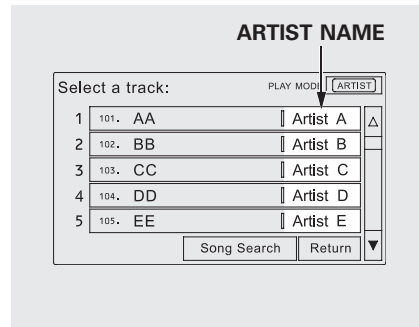 ARTIST NAME
Select a track: PLAY MODE ARTIST
1 101. AA Artist A
2 102. BB Artist B
3 103. CC Artist C
4 104. DD Artist D
5 105. EE Artist E
Song Search Return